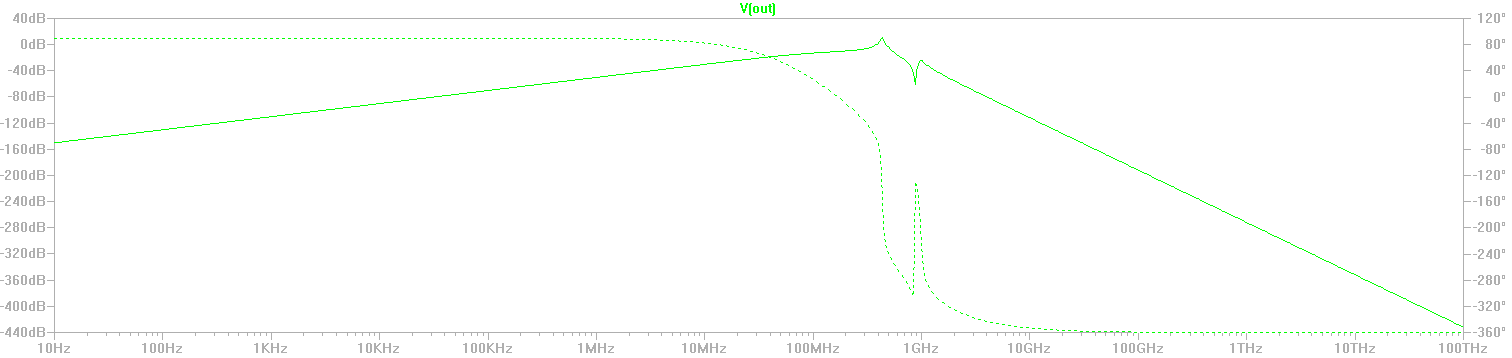 V(out)
40dB 120°
0dB 80°
-40dB 40°
-80dB 0°
-120dB -40°
-160dB -80°
-200dB -120°
-240dB -160°
-280dB -200°
-320dB -240°
-360dB -280°
-400dB -320°
-440dB -360°
10Hz 100Hz 1KHz 10KHz 100KHz 1MHz 10MHz 100MHz 1GHz 10GHz 100GHz 1THz 10THz 100THz